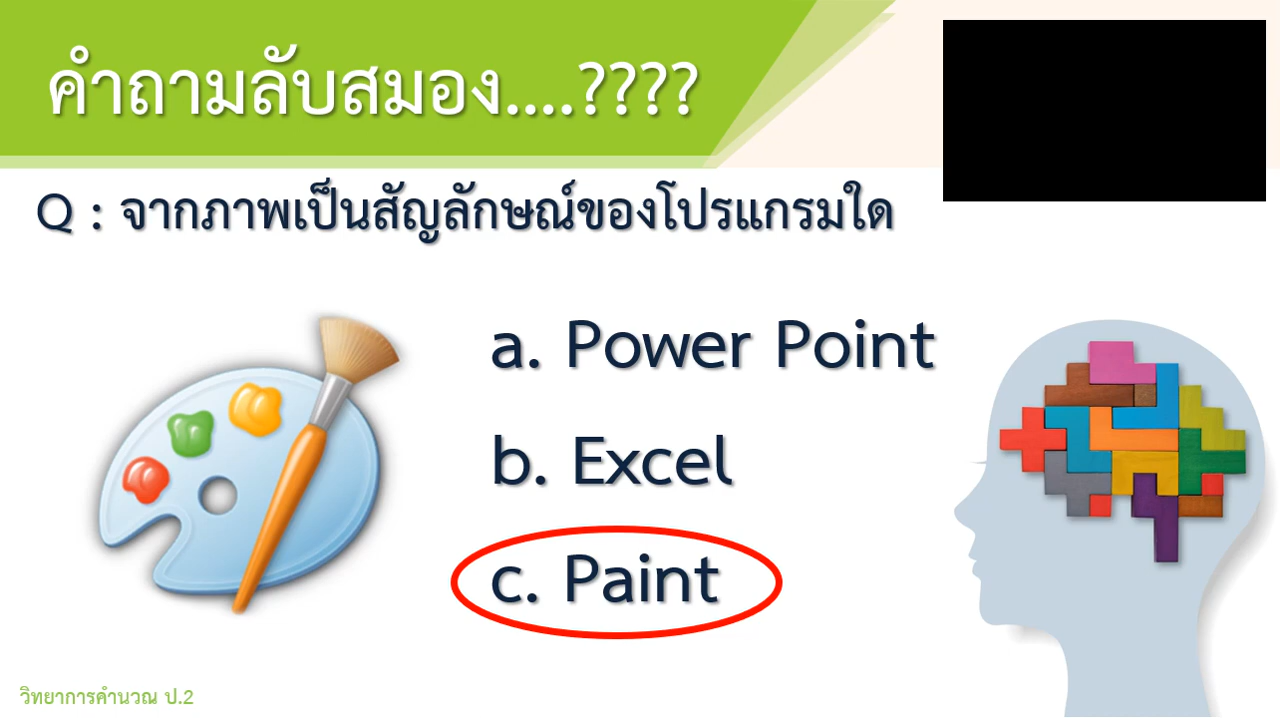 คำถามลับสมอง....????
Q : จากภาพเป็นสัญลักษณ์ของโปรแกรมใด
a. Power Point
b. Excel
c. Paint
วิทยาการคำนวณ ป.2